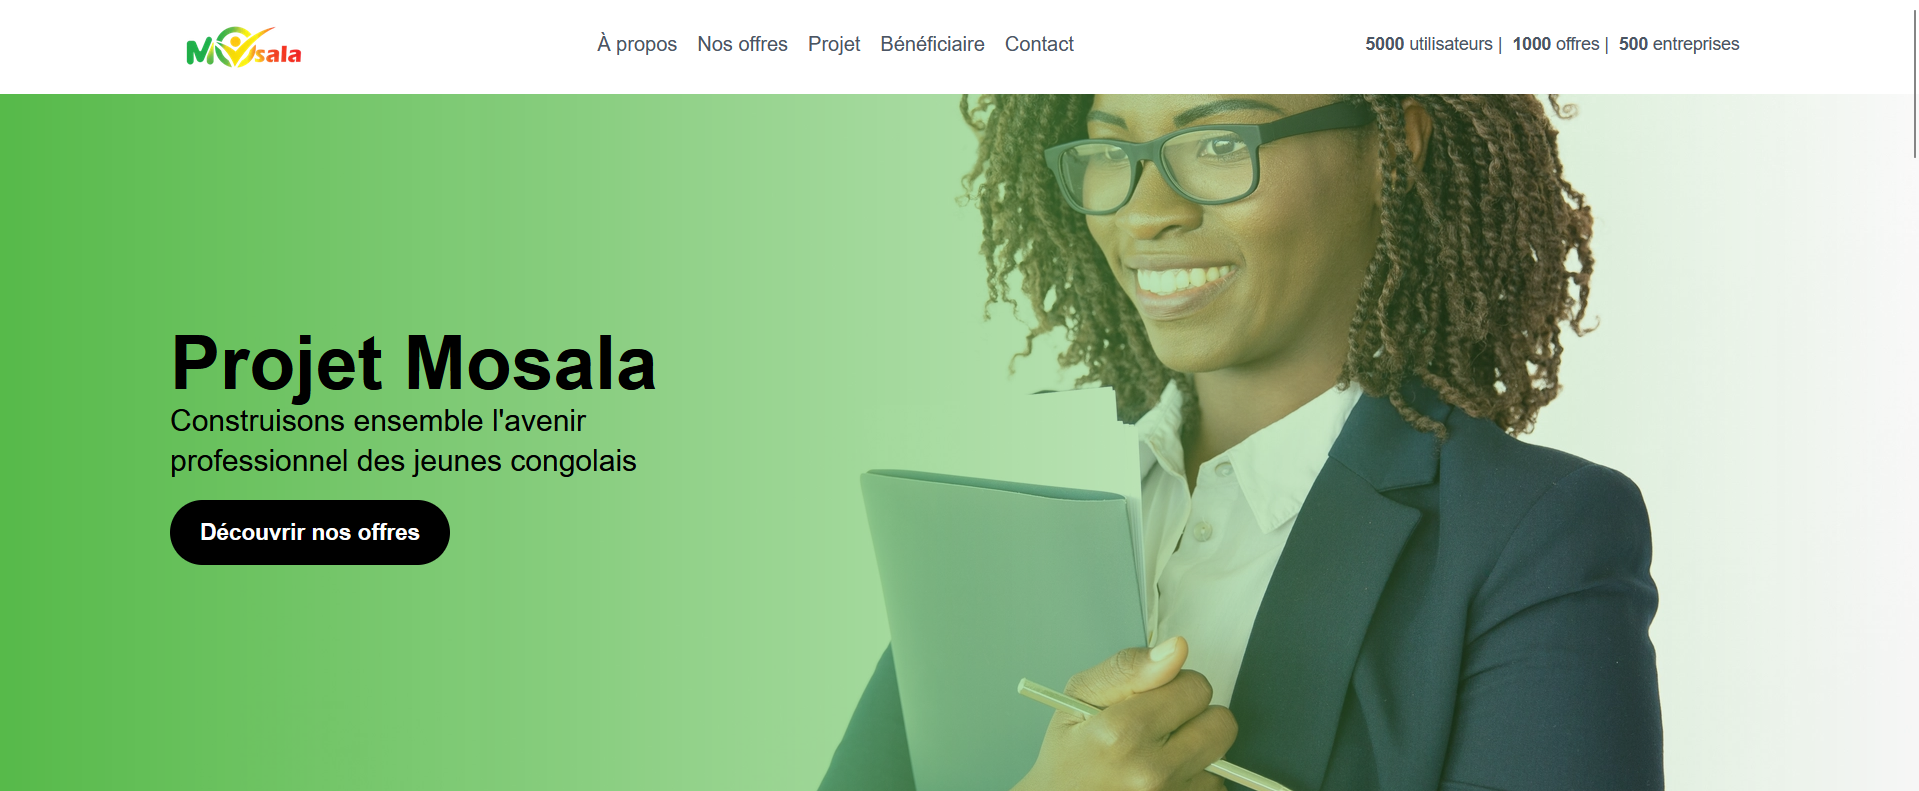 Mosala
À propos Nos offres Projet Bénéficiaire Contact
5000 utilisateurs | 1000 offres | 500 entreprises
Projet Mosala
Construisons ensemble l'avenir
professionnel des jeunes congolais
Découvrir nos offres